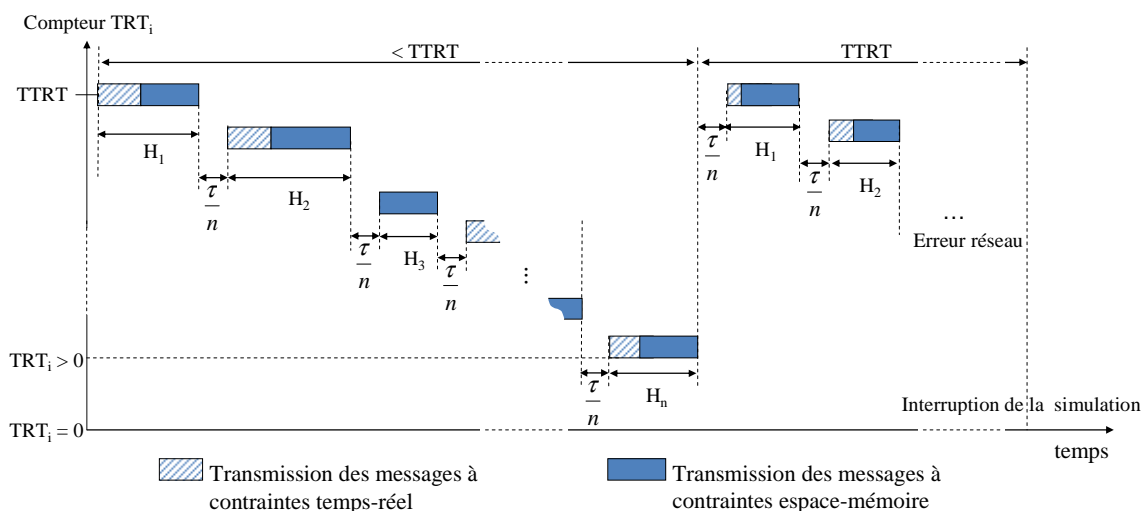 Compteur TRTi
< TTRT
TTRT
TTRT
H1
τ/n
H2
τ/n
H3
τ/n
⋮
τ/n
Hn
τ/n
H1
τ/n
H2
...
Erreur réseau
TRTi > 0
TRTi = 0
Interruption de la simulation
temps
Transmission des messages à
contraintes temps-réel
Transmission des messages à
contraintes espace-mémoire